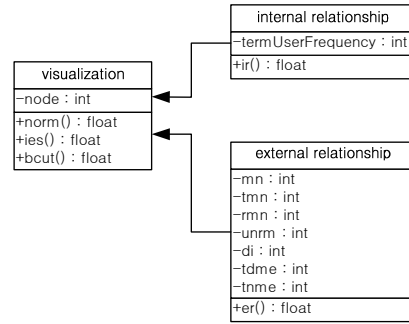 internal relationship
-termUserFrequency : int
+ir() : float
visualization
-node : int
+norm() : float
+ies() : float
+bcut() : float
external relationship
-mn : int
-tmn : int
-rmn : int
-unrm : int
-di : int
-tdme : int
-tnme : int
+er() : float